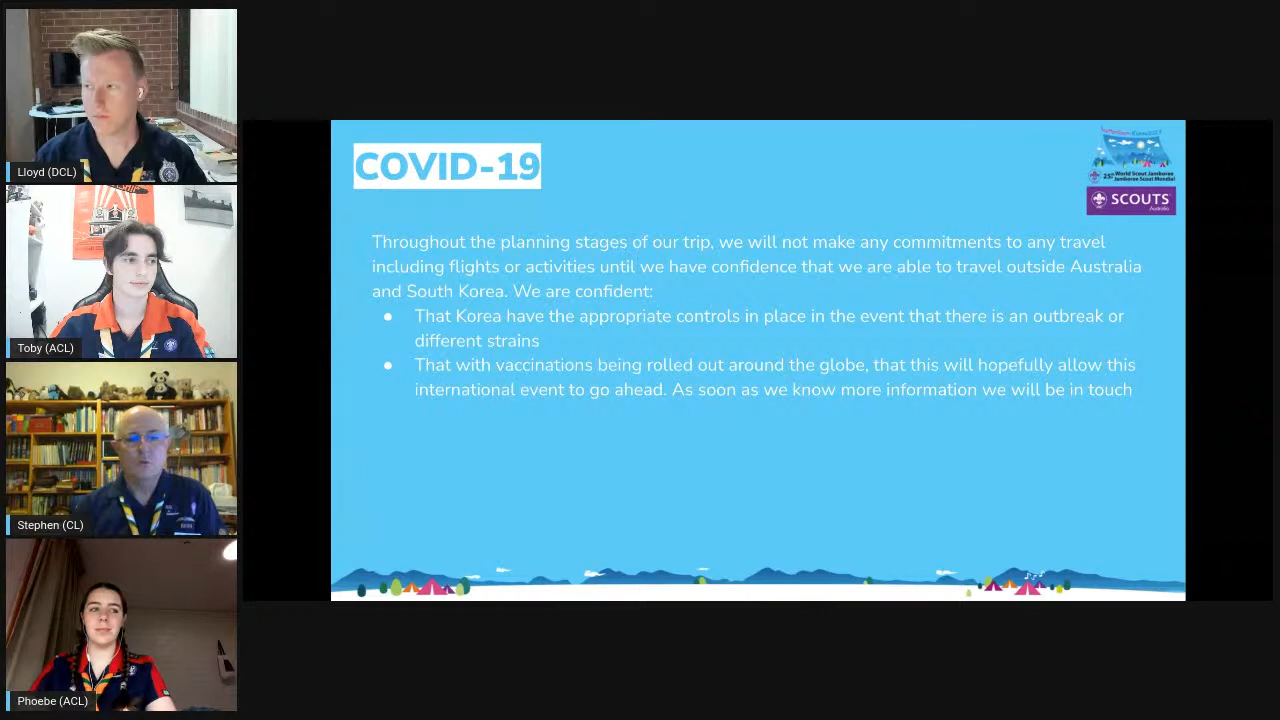 Lloyd (DCL)
Toby (ACL)
Stephen (CL)
Phoebe (ACL)
COVID-19
25th World Scout Jamboree
Jamboree Scout Mondial
SCOUTS
Australia
Throughout the planning stages of our trip, we will not make any commitments to any travel
including flights or activities until we have confidence that we are able to travel outside Australia
and South Korea. We are confident:
● That Korea have the appropriate controls in place in the event that there is an outbreak or
different strains
● That with vaccinations being rolled out around the globe, that this will hopefully allow this
international event to go ahead. As soon as we know more information we will be in touch